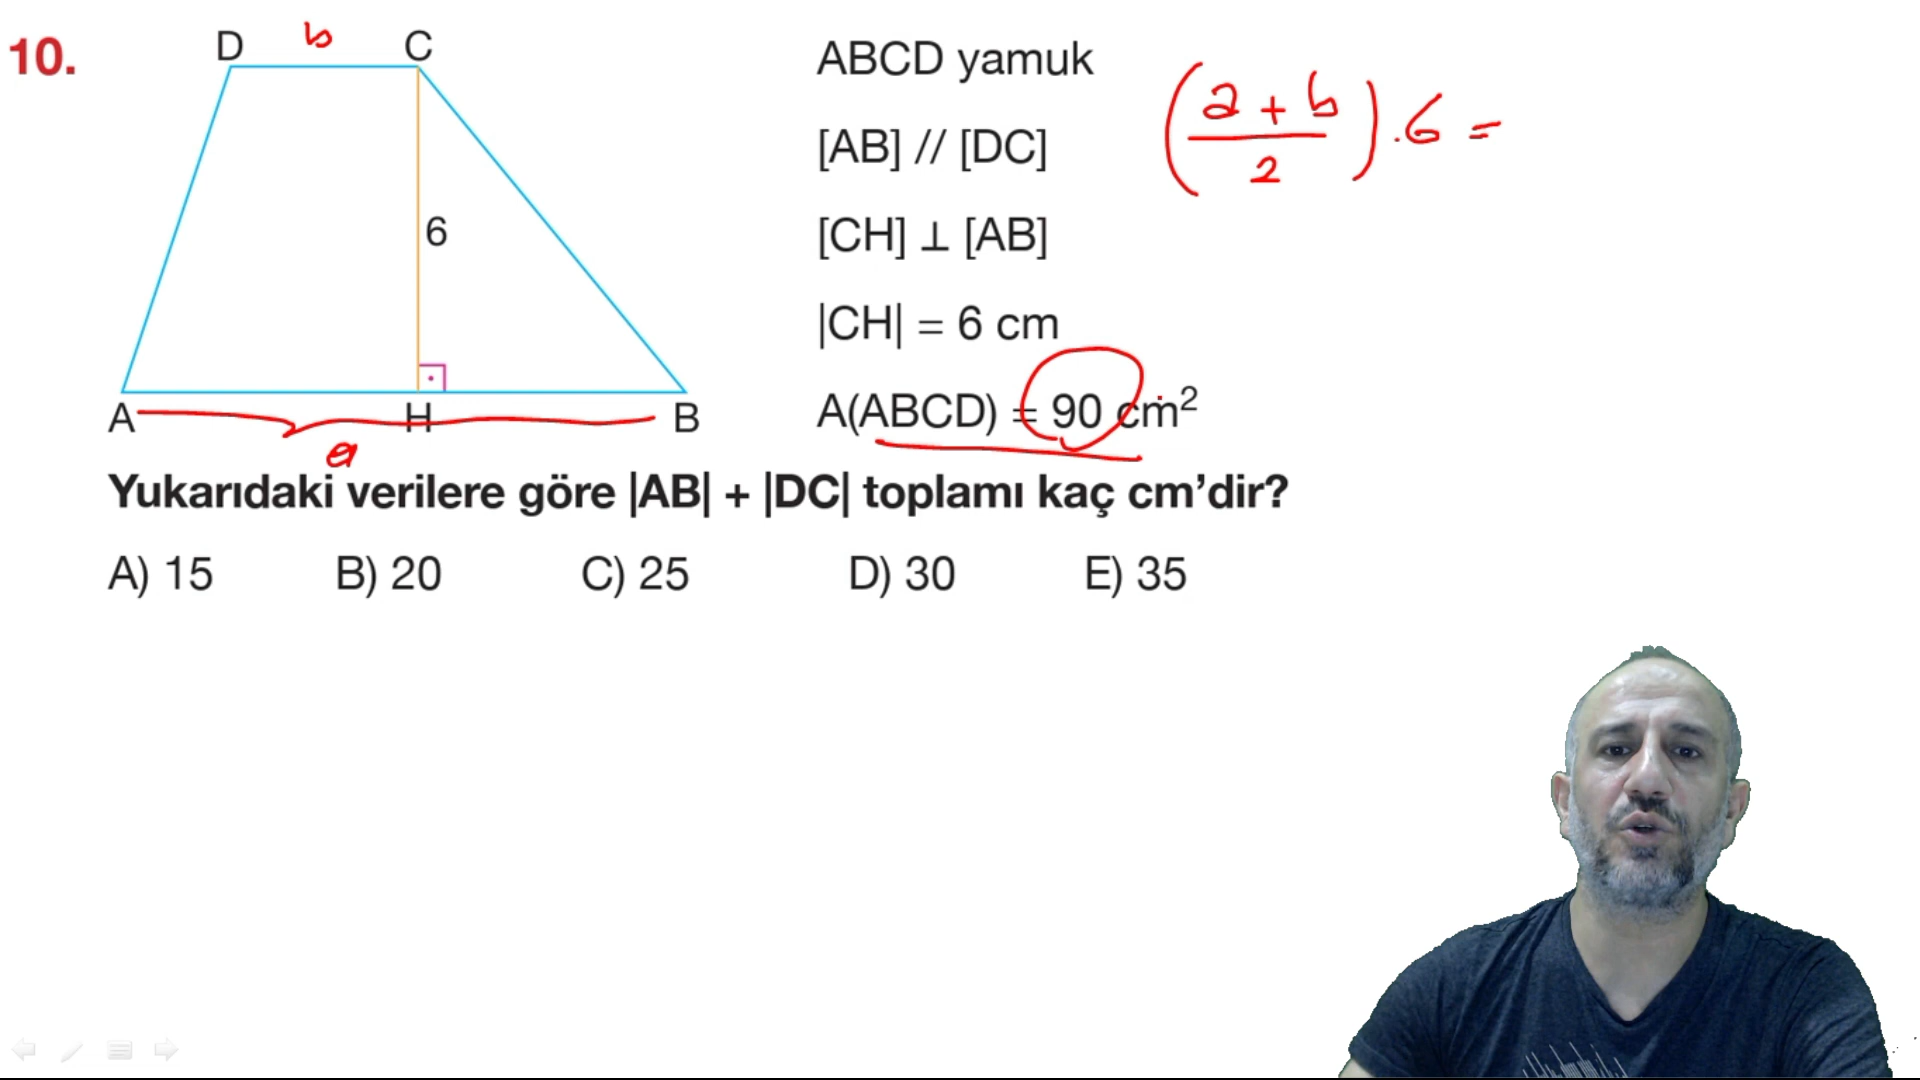 10.
D b C
6
A H B
a
ABCD yamuk
[AB] // [DC]
[CH] ⊥ [AB]
|CH| = 6 cm
A(ABCD) = 90 cm²
(a + b / 2) . 6 =
Yukarıdaki verilere göre |AB| + |DC| toplamı kaç cm’dir?
A) 15 B) 20 C) 25 D) 30 E) 35